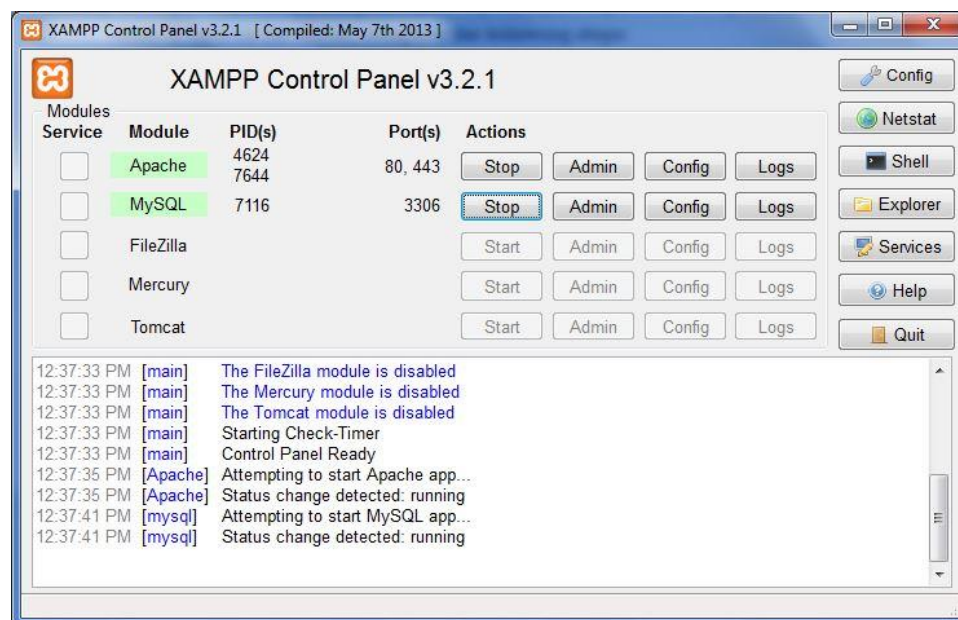 XAMPP Control Panel v3.2.1 [ Compiled: May 7th 2013 ]
XAMPP Control Panel v3.2.1
Config
Netstat
Shell
Explorer
Services
Help
Quit
Modules
Service Module PID(s) Port(s) Actions
Apache 4624 7644 80, 443 Stop Admin Config Logs
MySQL 7116 3306 Stop Admin Config Logs
FileZilla Start Admin Config Logs
Mercury Start Admin Config Logs
Tomcat Start Admin Config Logs
12:37:33 PM [main] The FileZilla module is disabled
12:37:33 PM [main] The Mercury module is disabled
12:37:33 PM [main] The Tomcat module is disabled
12:37:33 PM [main] Starting Check-Timer
12:37:33 PM [main] Control Panel Ready
12:37:35 PM [Apache] Attempting to start Apache app...
12:37:35 PM [Apache] Status change detected: running
12:37:41 PM [mysql] Attempting to start MySQL app...
12:37:41 PM [mysql] Status change detected: running